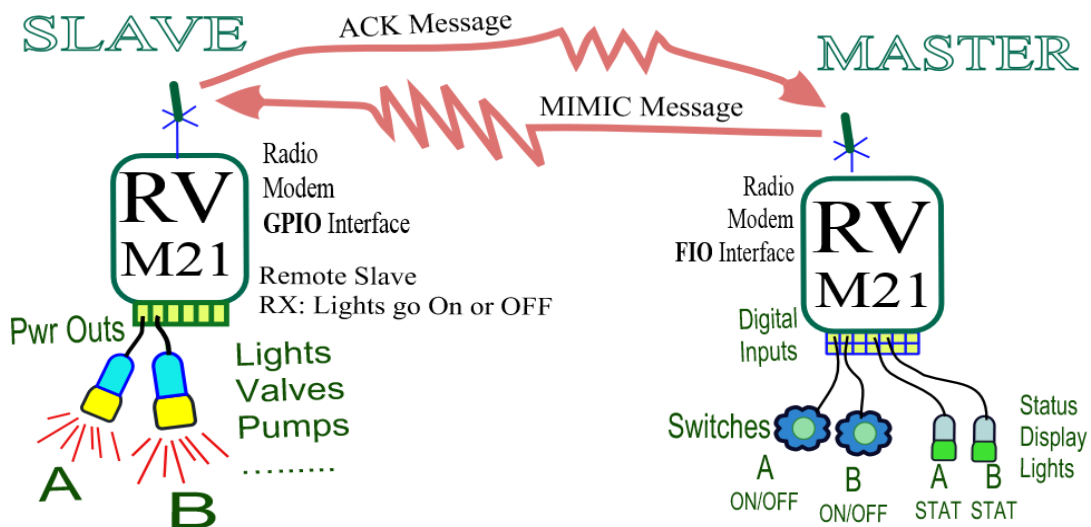 SLAVE
ACK Message
MASTER
MIMIC Message
RV
M21
Radio
Modem
GPIO Interface
Remote Slave
RX: Lights go On or OFF
Pwr Outs
Lights
Valves
Pumps
..........
A
B
Radio
Modem
FIO Interface
RV
M21
Digital
Inputs
Switches
A
ON/OFF
B
ON/OFF
A
STAT
B
STAT
Status
Display
Lights